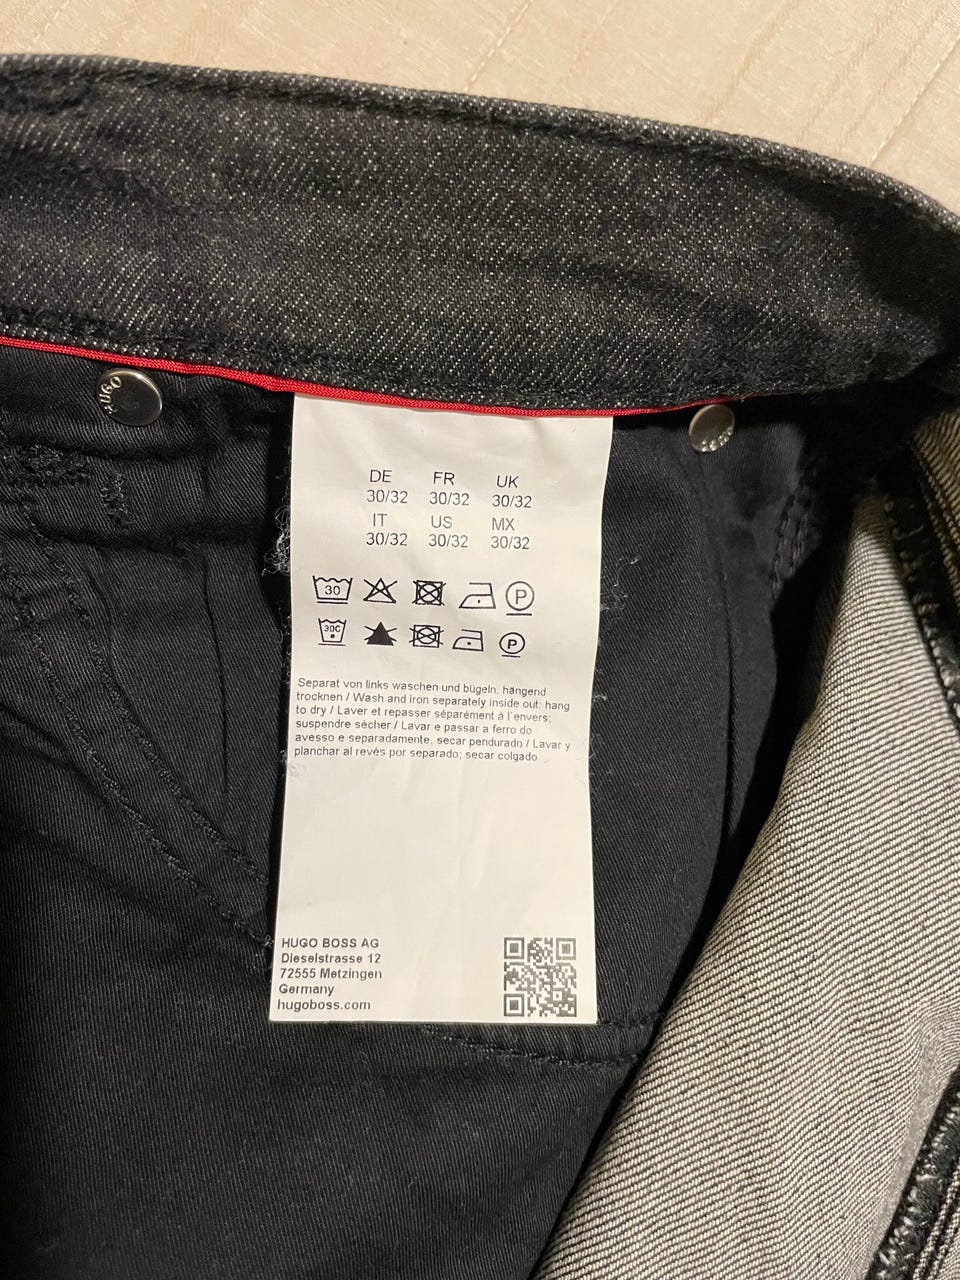 HUGO
HUGO
DE FR UK
30/32 30/32 30/32
IT US MX
30/32 30/32 30/32
30 P
30C P
Separat von links waschen und bügeln, hängend
trocknen / Wash and iron separately inside out: hang
to dry / Laver et repasser séparément à l'envers;
suspendre sécher / Lavar e passar a ferro do
avesso e separadamente, secar pendurado / Lavar y
planchar al revés por separado; secar colgado
HUGO BOSS AG
Dieselstrasse 12
72555 Metzingen
Germany
hugoboss.com